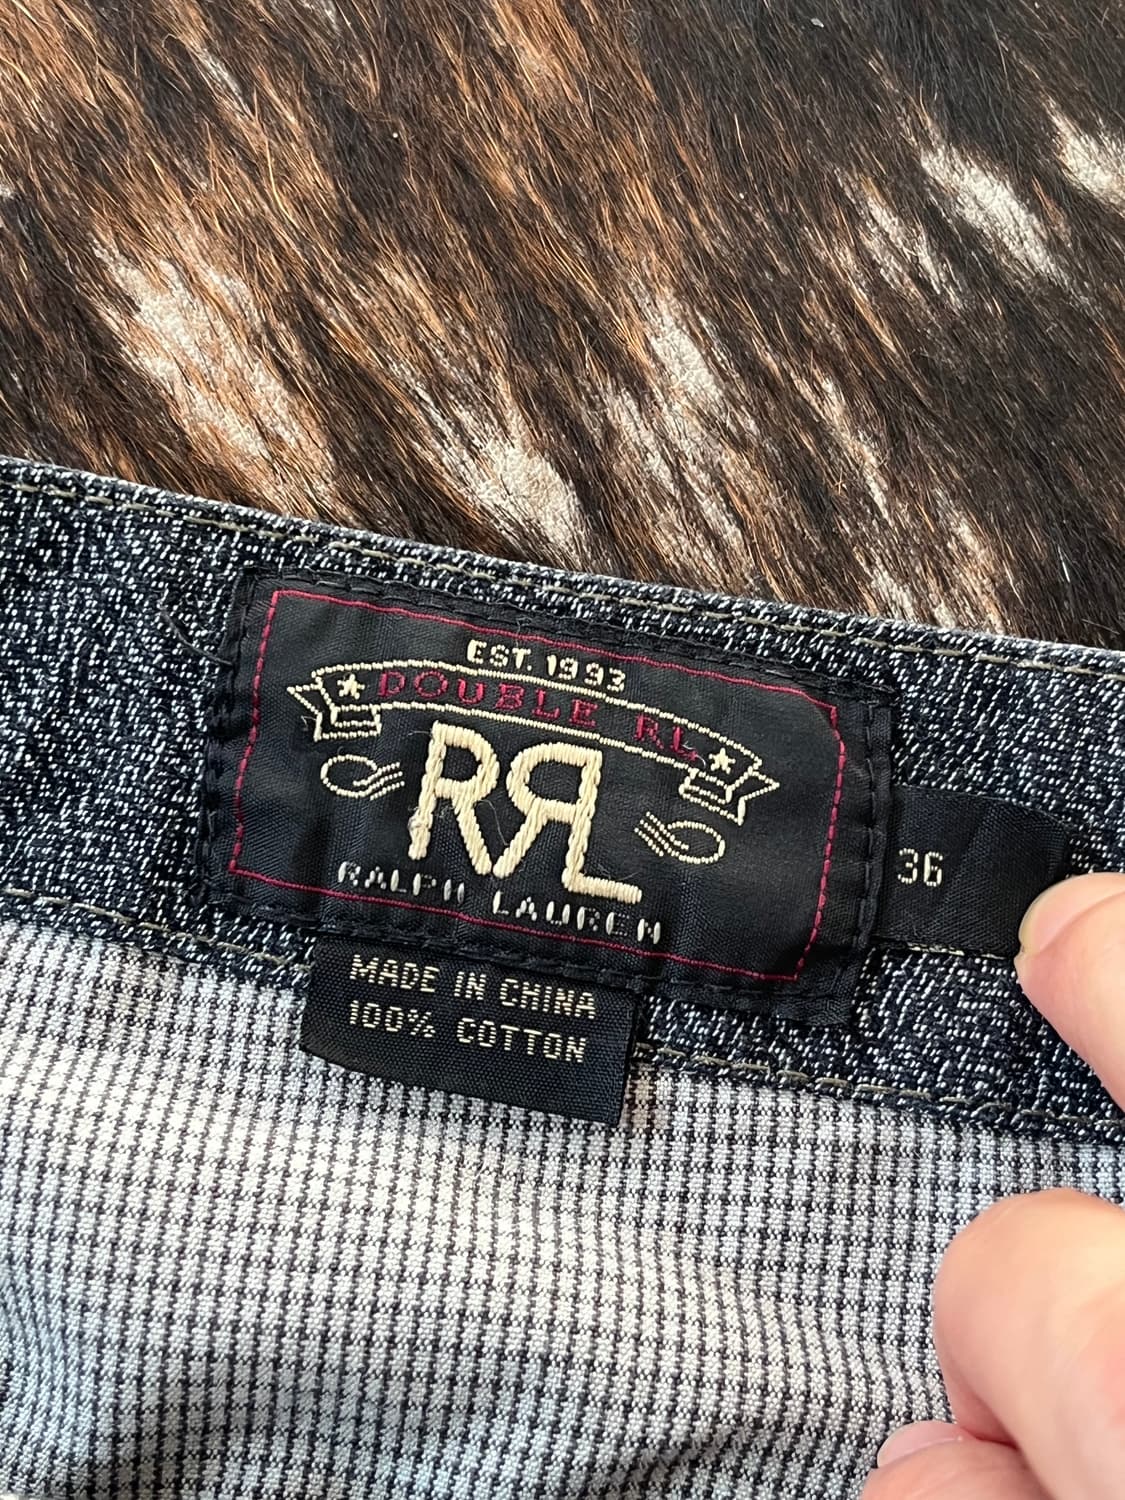 EST. 1993
DOUBLE RL
RRL
RALPH LAUREN
36
MADE IN CHINA
100% COTTON